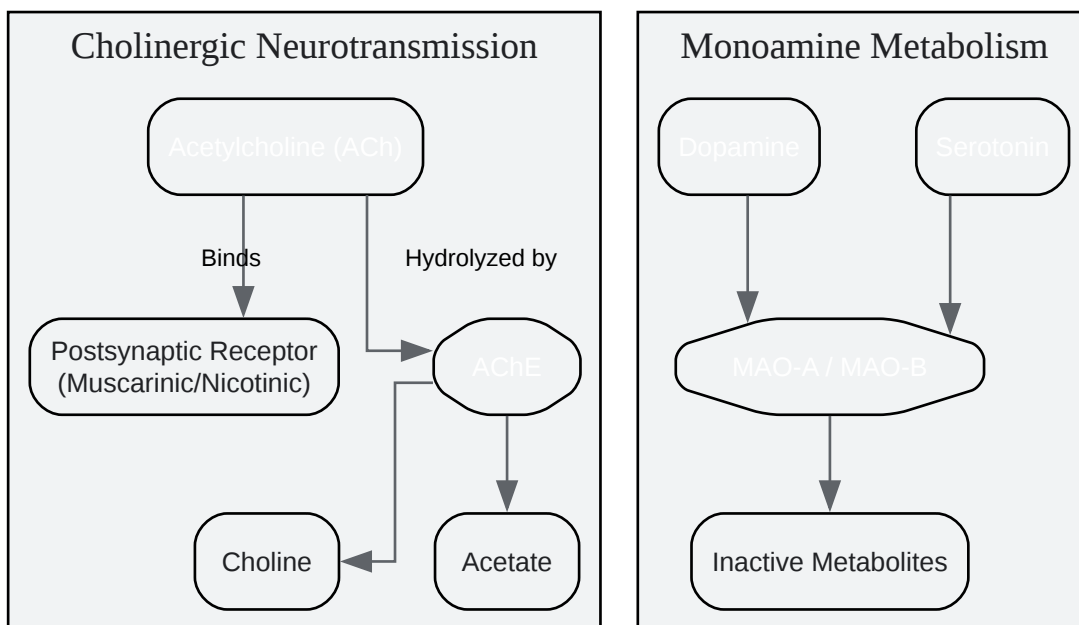 Cholinergic Neurotransmission
Acetylcholine (ACh)
Binds
Hydrolyzed by
Postsynaptic Receptor
(Muscarinic/Nicotinic)
AChE
Choline
Acetate
Monoamine Metabolism
Dopamine
Serotonin
MAO-A / MAO-B
Inactive Metabolites